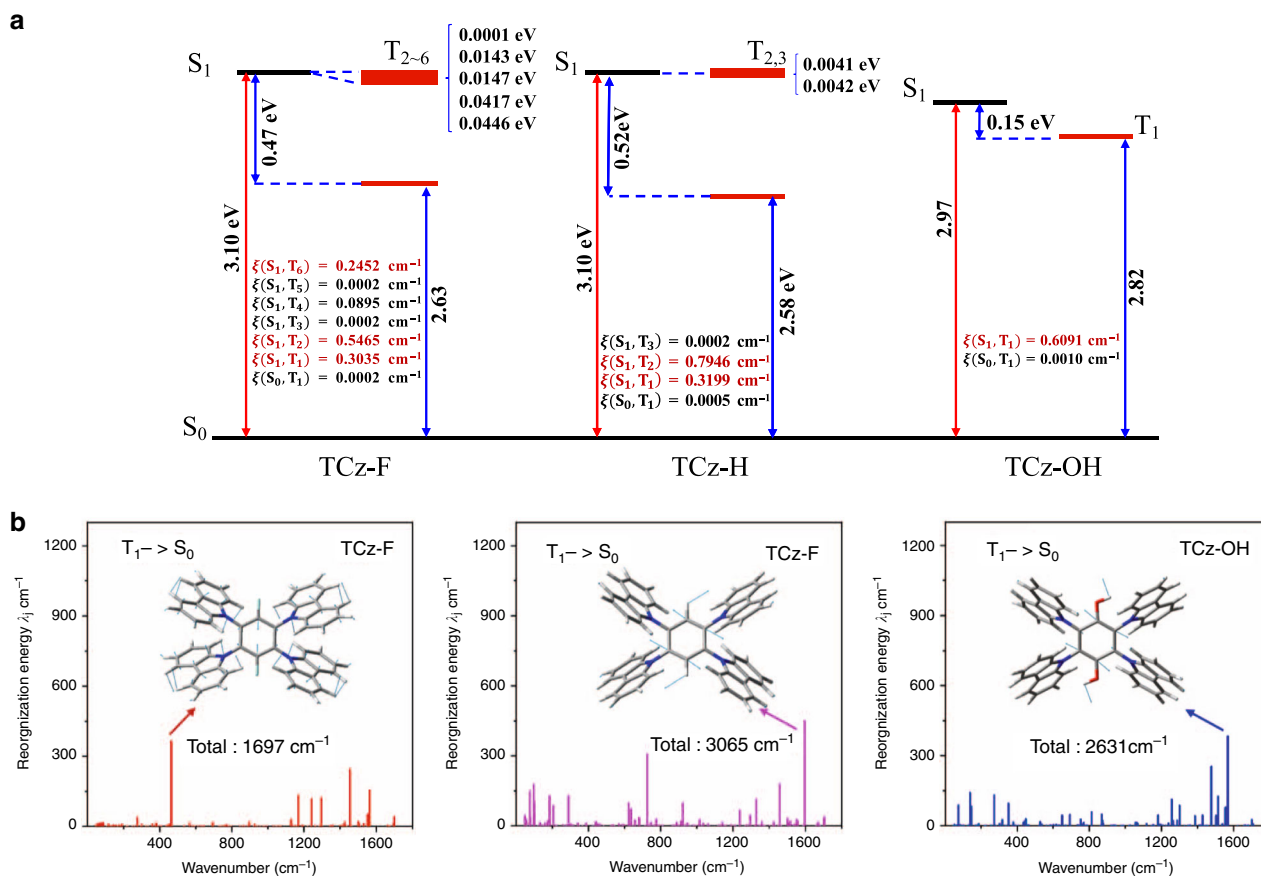 a
S1
T2~6
0.0001 eV
0.0143 eV
0.0147 eV
0.0417 eV
0.0446 eV
0.47 eV
3.10 eV
ξ(S1, T6) = 0.2452 cm−1
ξ(S1, T5) = 0.0002 cm−1
ξ(S1, T4) = 0.0895 cm−1
ξ(S1, T3) = 0.0002 cm−1
ξ(S1, T2) = 0.5465 cm−1
ξ(S1, T1) = 0.3035 cm−1
ξ(S0, T1) = 0.0002 cm−1
2.63
S1
T2,3
0.0041 eV
0.0042 eV
0.52eV
3.10 eV
ξ(S1, T3) = 0.0002 cm−1
ξ(S1, T2) = 0.7946 cm−1
ξ(S1, T1) = 0.3199 cm−1
ξ(S0, T1) = 0.0005 cm−1
2.58 eV
S1
0.15 eV
T1
2.97
ξ(S1, T1) = 0.6091 cm−1
ξ(S0, T1) = 0.0010 cm−1
2.82
S0
TCz-F
TCz-H
TCz-OH
b
Reorgnization energy λj cm−1
1200
900
600
300
0
T1− > S0
TCz-F
Total : 1697 cm−1
400
800
1200
1600
Wavenumber (cm−1)
Reorgnization energy λj cm−1
1200
900
600
300
0
T1− > S0
TCz-F
Total : 3065 cm−1
400
800
1200
1600
Wavenumber (cm−1)
Reorgnization energy λj cm−1
1200
900
600
300
0
T1− > S0
TCz-OH
Total : 2631cm−1
400
800
1200
1600
Wavenumber (cm−1)